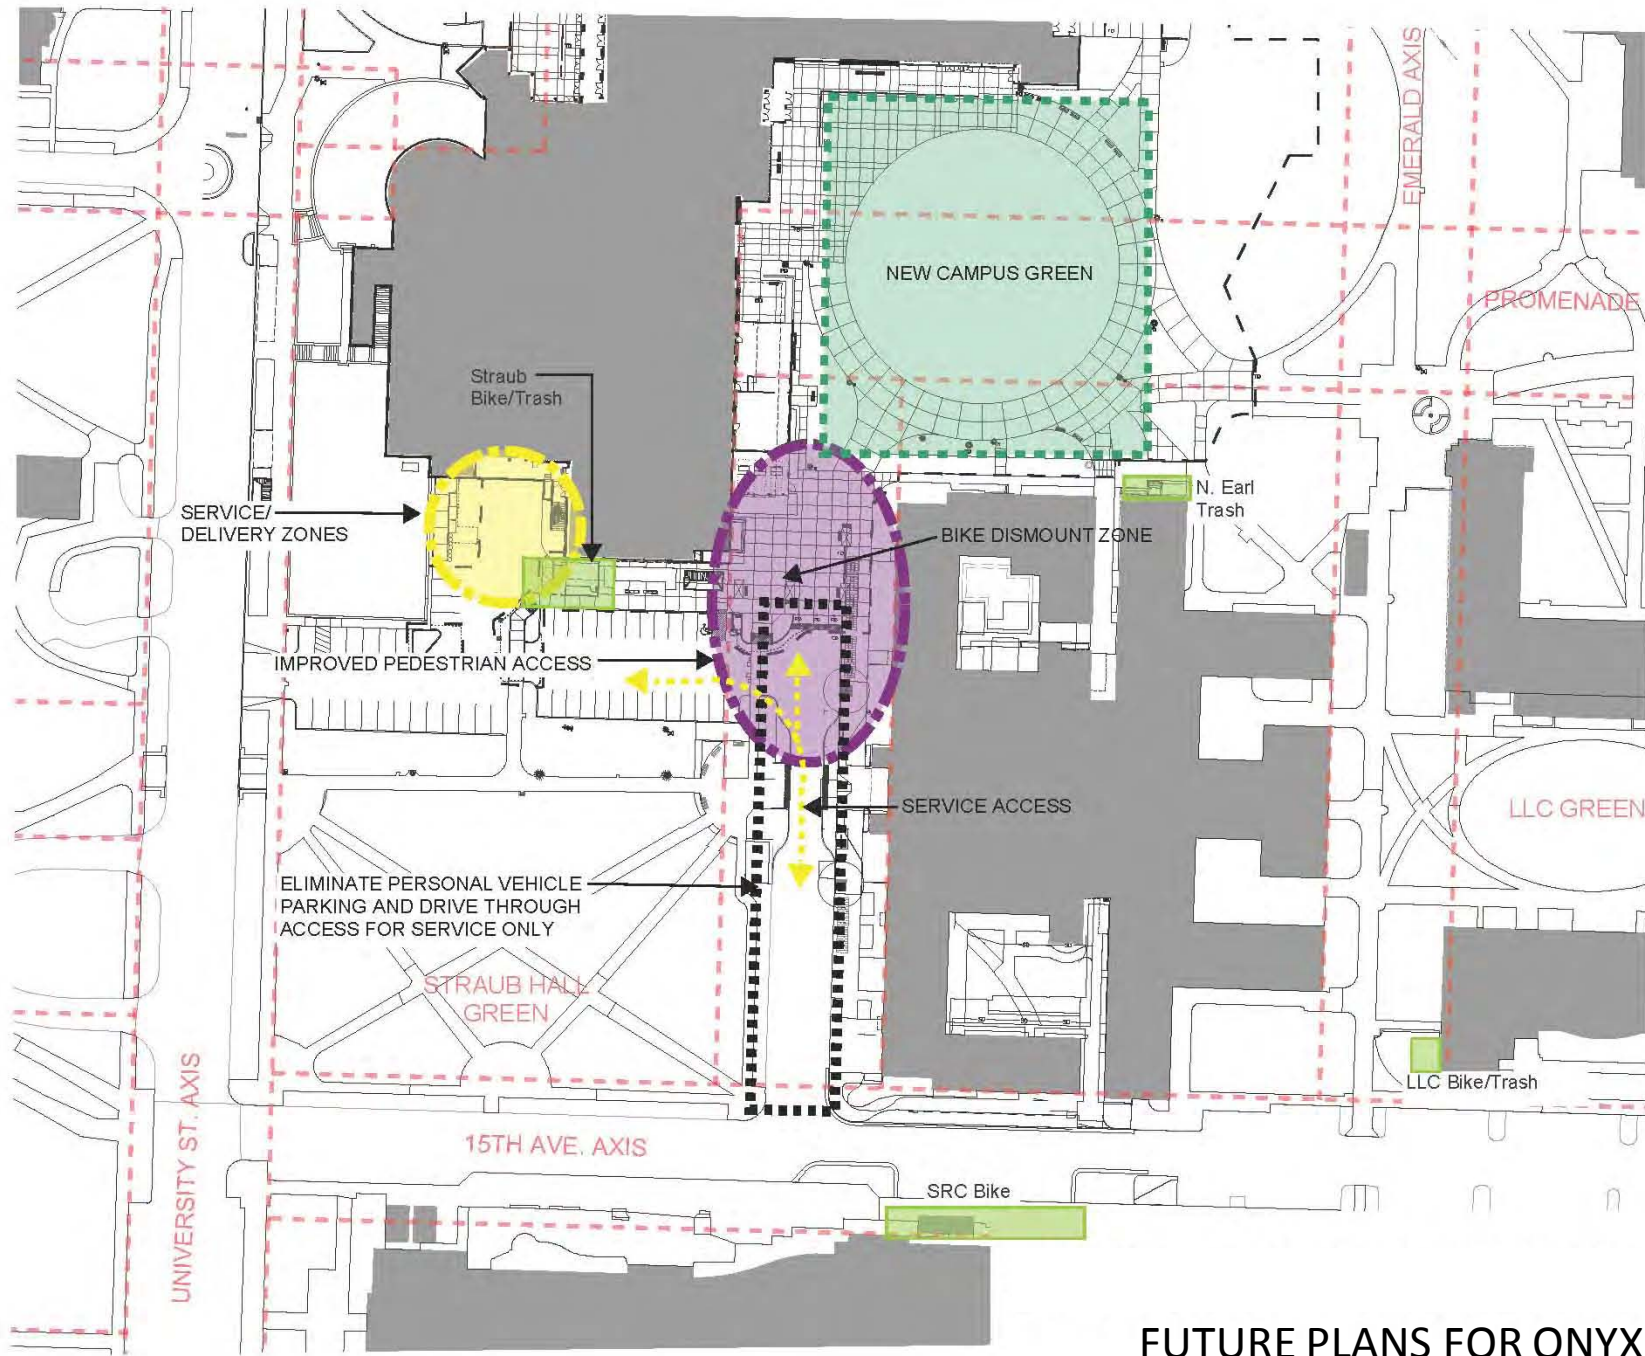 EMERALD AXIS
NEW CAMPUS GREEN
PROMENADE
Straub
Bike/Trash
N. Earl
Trash
SERVICE/
DELIVERY ZONES
BIKE DISMOUNT ZONE
IMPROVED PEDESTRIAN ACCESS
SERVICE ACCESS
LLC GREEN
ELIMINATE PERSONAL VEHICLE
PARKING AND DRIVE THROUGH
ACCESS FOR SERVICE ONLY
STRAUB HALL
GREEN
LLC Bike/Trash
UNIVERSITY ST. AXIS
15TH AVE. AXIS
SRC Bike
FUTURE PLANS FOR ONYX